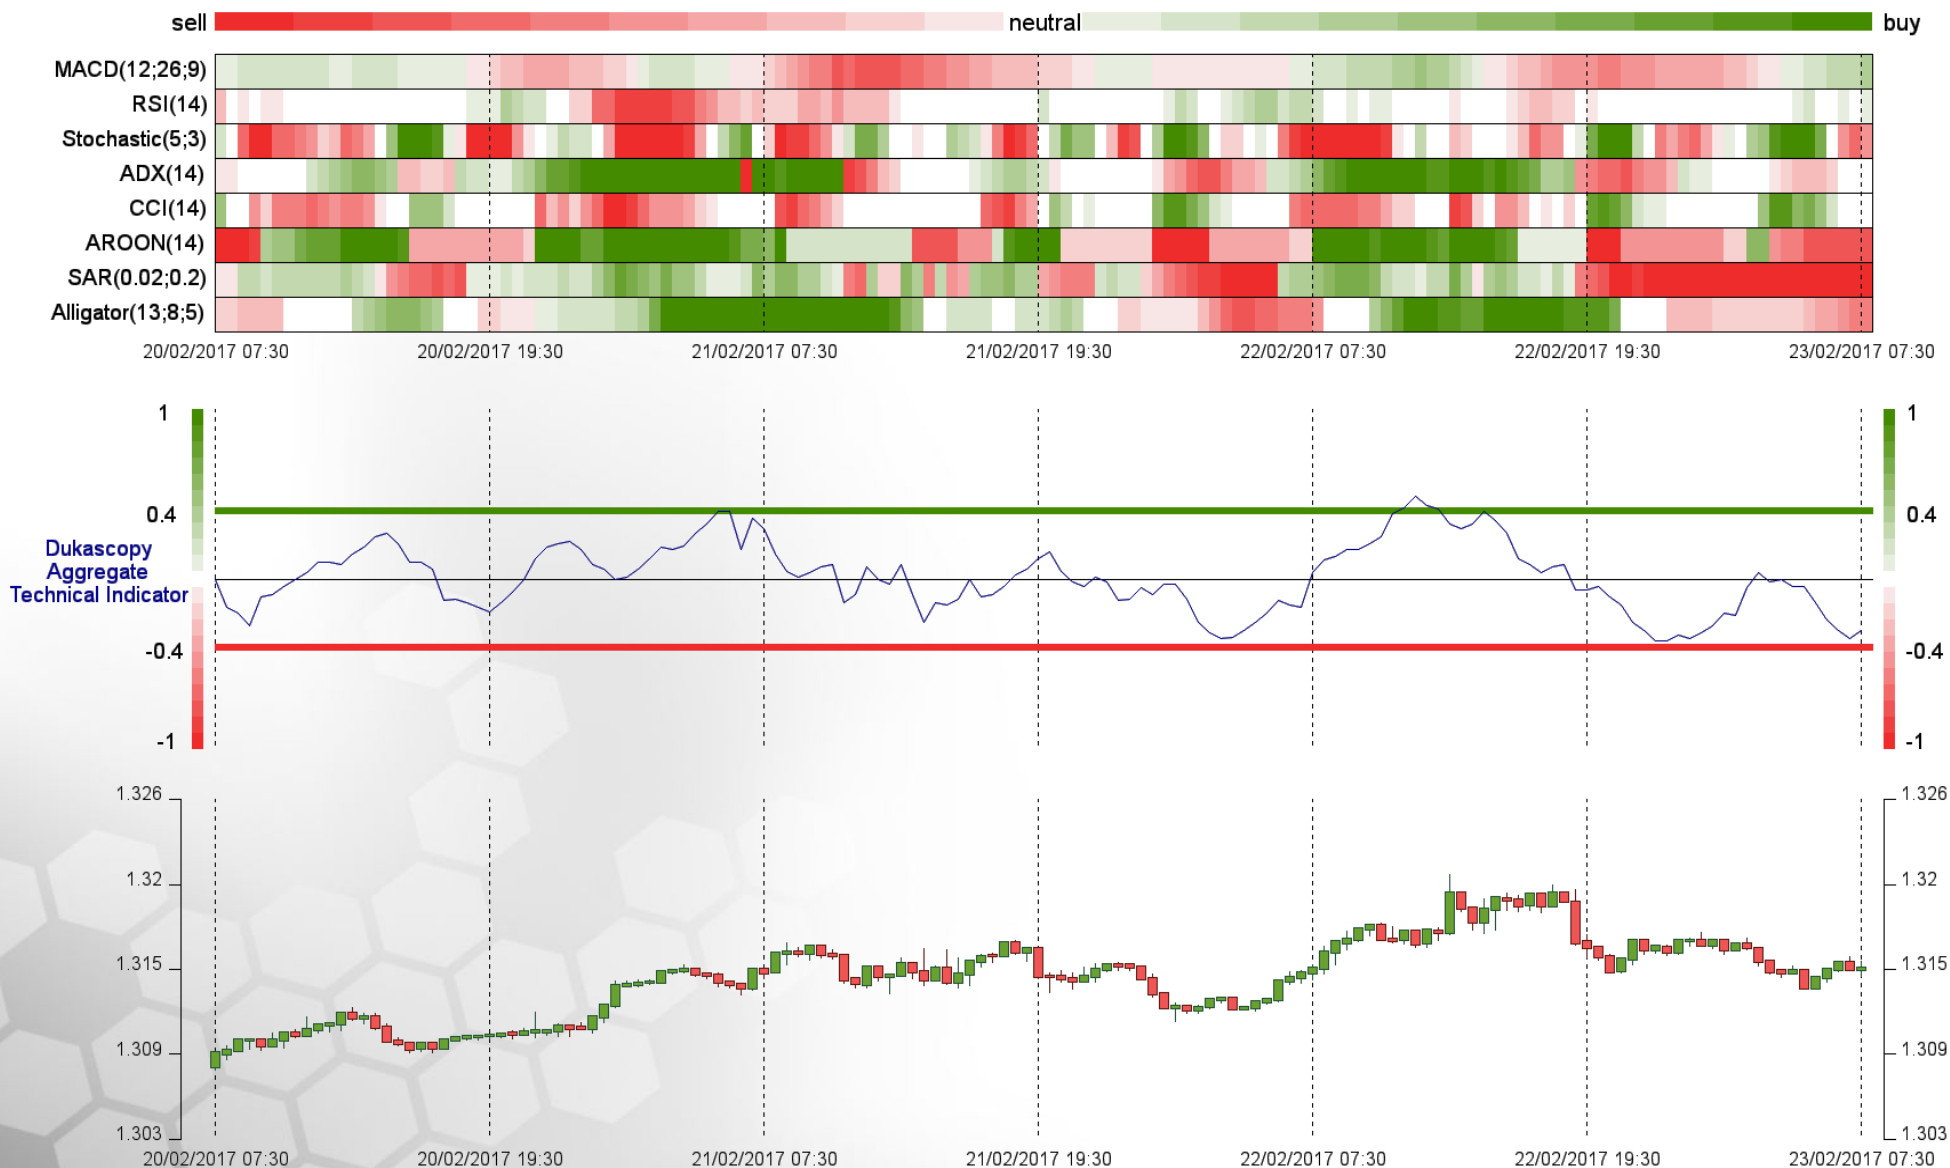 sell neutral buy
MACD(12;26;9)
RSI(14)
Stochastic(5;3)
ADX(14)
CCI(14)
AROON(14)
SAR(0.02;0.2)
Alligator(13;8;5)
20/02/2017 07:30 20/02/2017 19:30 21/02/2017 07:30 21/02/2017 19:30 22/02/2017 07:30 22/02/2017 19:30 23/02/2017 07:30
1 1
0.4 0.4
Dukascopy
Aggregate
Technical Indicator
-0.4 -0.4
-1 -1
1.326 1.326
1.32 1.32
1.315 1.315
1.309 1.309
1.303 1.303
20/02/2017 07:30 20/02/2017 19:30 21/02/2017 07:30 21/02/2017 19:30 22/02/2017 07:30 22/02/2017 19:30 23/02/2017 07:30